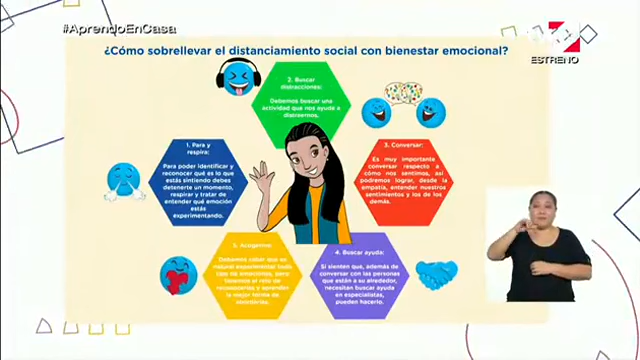 #AprendoEnCasa
ESTRENO
¿Cómo sobrellevar el distanciamiento social con bienestar emocional?
2. Buscar
distracciones:
Debemos buscar una
actividad que nos ayude a
distraernos.
1. Para y
respira:
Para poder identificar y
reconocer qué es lo que
estás sintiendo debes
detenerte un momento,
respirar y tratar de
entender qué emoción
estás
experimentando.
3. Conversar:
Es muy importante
conversar respecto a
cómo nos sentimos, así
podremos lograr, desde la
empatía, entender nuestros
sentimientos y los de los
demás.
5. Acéptalo:
Debemos saber que es
natural experimentar todo
tipo de emociones, pero
tenemos el reto de
reconocerlas y aprender
la mejor forma de
4. Buscar ayuda:
Si sienten que, además de
conversar con las personas
que están a su alrededor,
necesitan buscar ayuda
en especialistas,
pueden hacerlo.